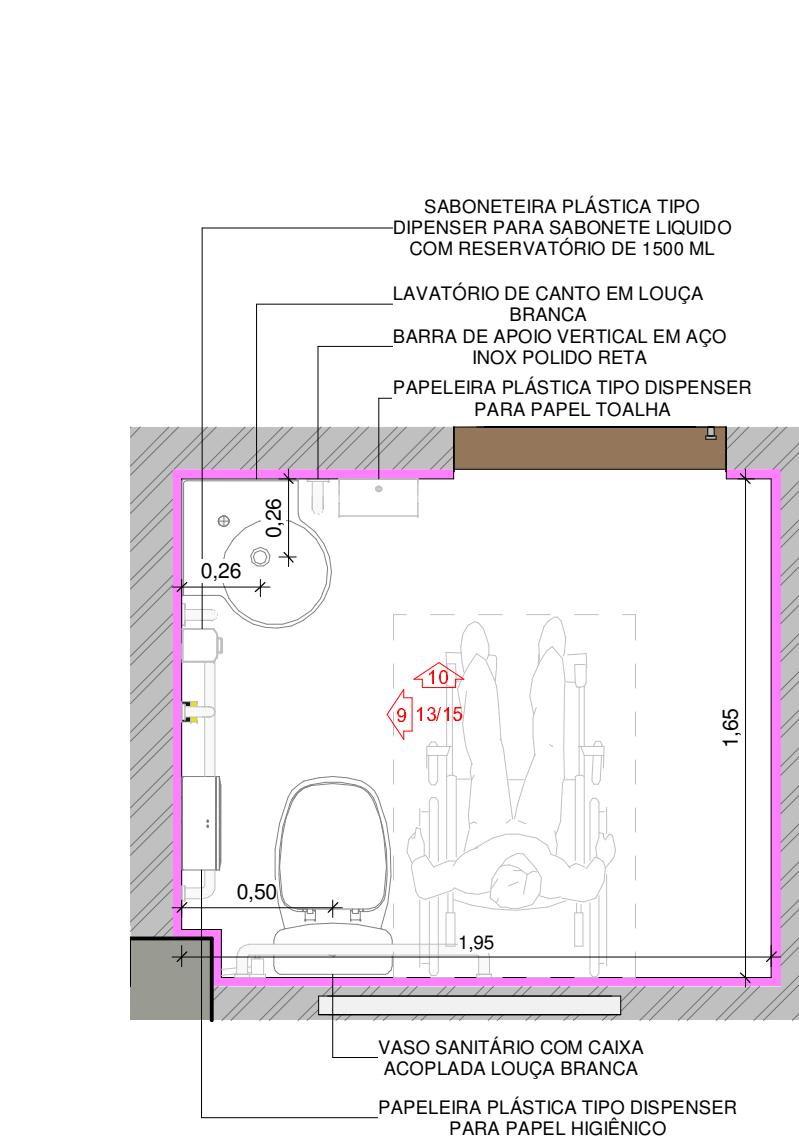 SABONETEIRA PLÁSTICA TIPO
DIPENSER PARA SABONETE LIQUIDO
COM RESERVATÓRIO DE 1500 ML
LAVATÓRIO DE CANTO EM LOUÇA
BRANCA
BARRA DE APOIO VERTICAL EM AÇO
INOX POLIDO RETA
PAPELEIRA PLÁSTICA TIPO DISPENSER
PARA PAPEL TOALHA
0,26
0,26
10
9 13/15
1,65
0,50
1,95
VASO SANITÁRIO COM CAIXA
ACOPLADA LOUÇA BRANCA
PAPELEIRA PLÁSTICA TIPO DISPENSER
PARA PAPEL HIGIÊNICO